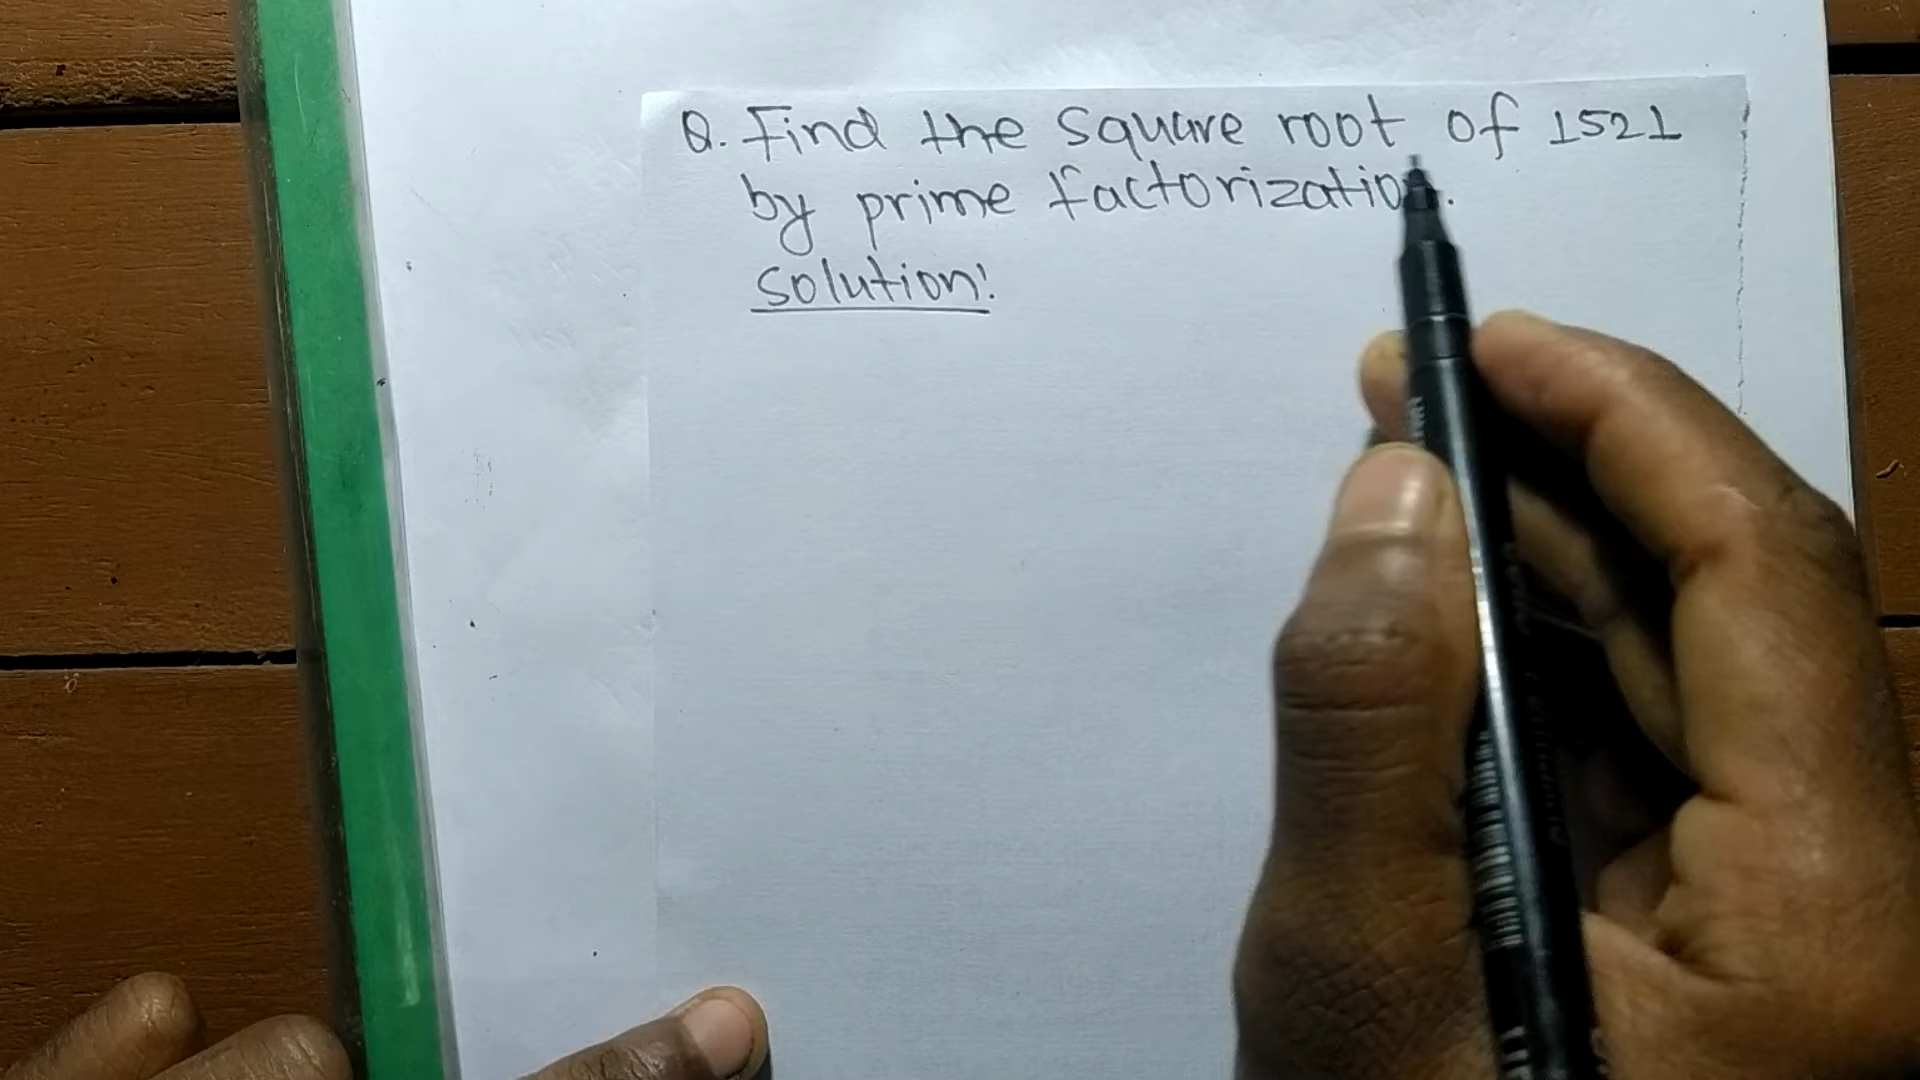 Q. Find the square root of 1521
by prime factorization.
solution: